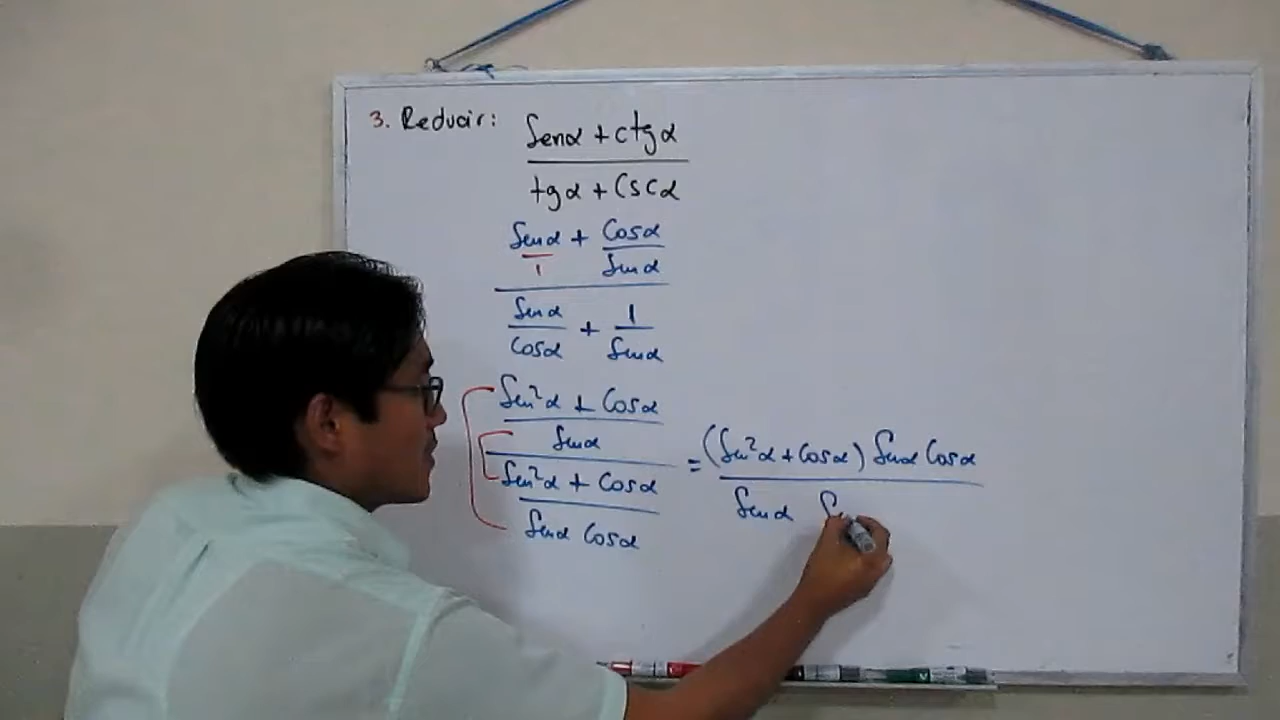 3. Reducir: Senα + ctgα
tgα + Cscα
Senα + Cosα
1 Senα
Senα + 1
Cosα Senα
Sen²α + Cosα
Senα
Sen²α + Cosα = (Sen²α + Cosα) Senα Cosα
Senα Cosα Senα Se